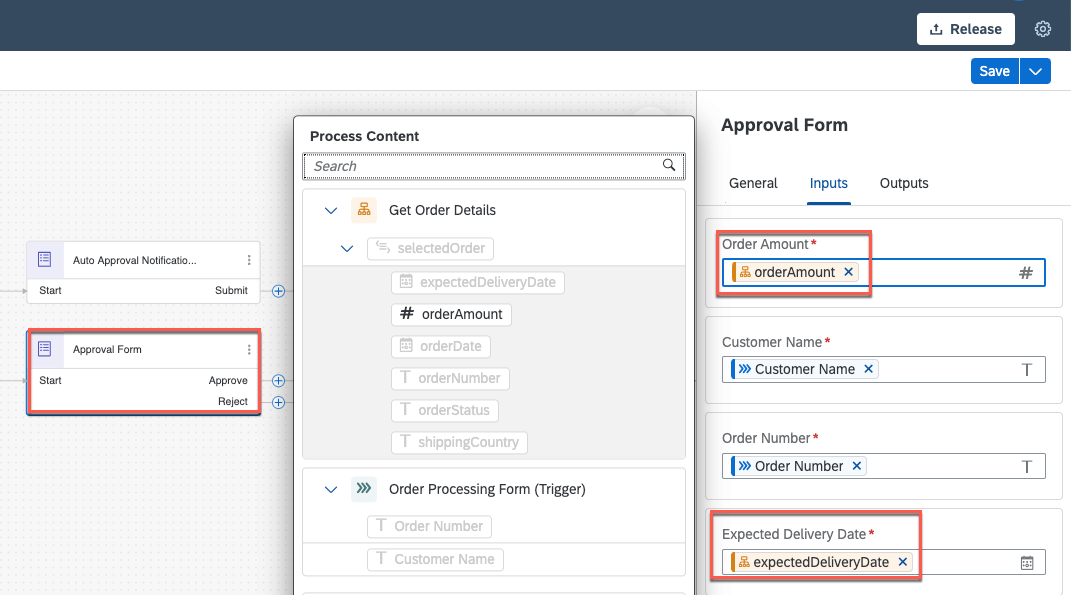 Release
Save
Auto Approval Notificatio...
Start
Submit
Approval Form
Start
Approve
Reject
Process Content
Search
Get Order Details
selectedOrder
expectedDeliveryDate
# orderAmount
orderDate
T orderNumber
T orderStatus
T shippingCountry
Order Processing Form (Trigger)
T Order Number
T Customer Name
Approval Form
General
Inputs
Outputs
Order Amount*
orderAmount ×
#
Customer Name*
Customer Name ×
T
Order Number*
Order Number ×
T
Expected Delivery Date*
expectedDeliveryDate ×